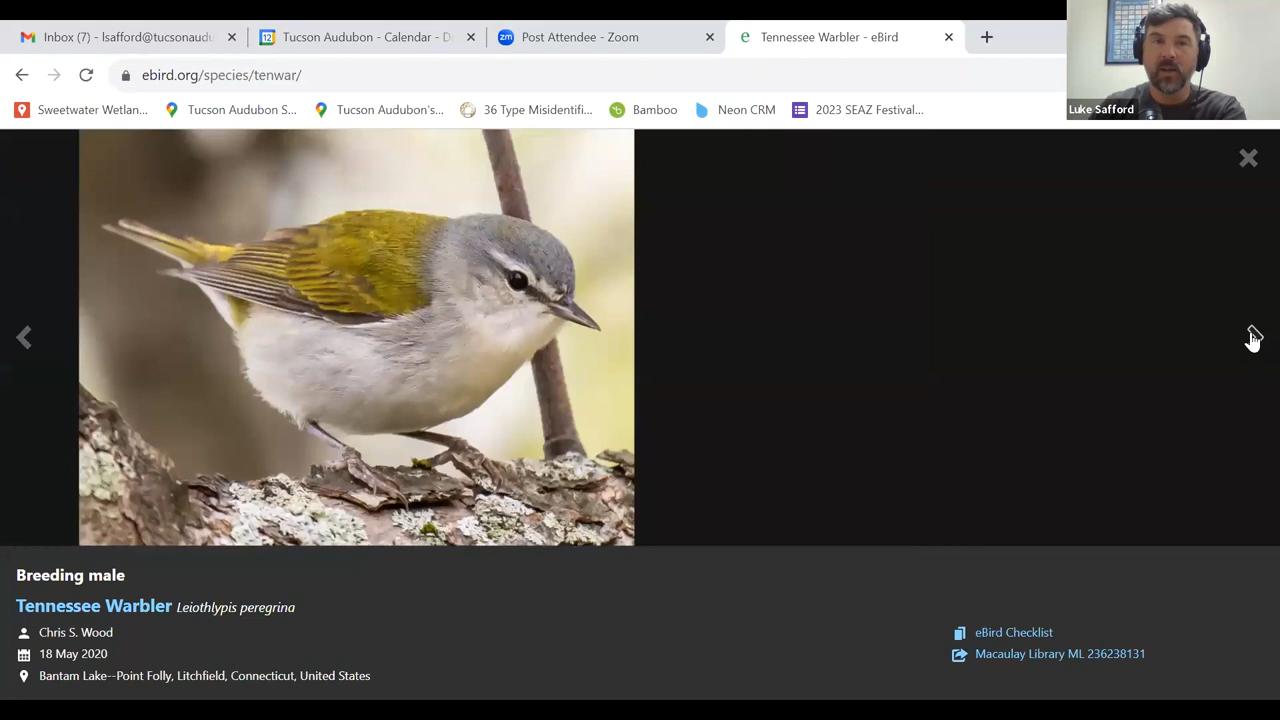 Inbox (7) - lsafford@tucsonaudu
Tucson Audubon - Calendar - D
Post Attendee - Zoom
Tennessee Warbler - eBird
ebird.org/species/tenwar/
Sweetwater Wetlan...
Tucson Audubon S...
Tucson Audubon's...
36 Type Misidentifi...
Bamboo
Neon CRM
2023 SEAZ Festival...
Luke Safford
Breeding male
Tennessee Warbler Leiothlypis peregrina
Chris S. Wood
eBird Checklist
18 May 2020
Macaulay Library ML 236238131
Bantam Lake--Point Folly, Litchfield, Connecticut, United States